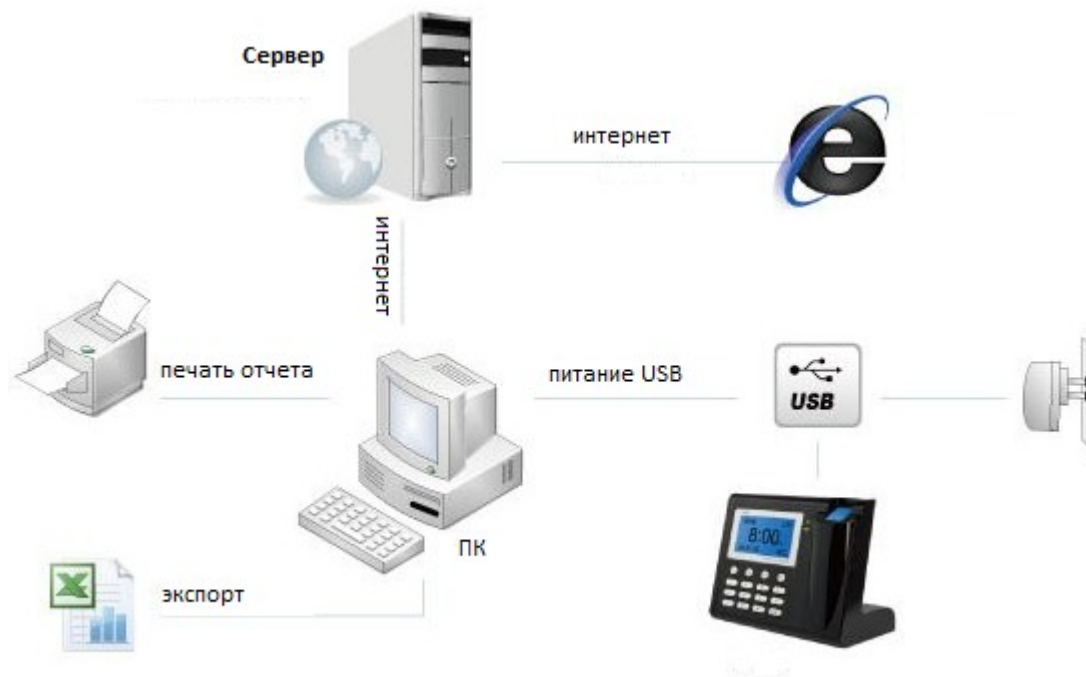 Сервер
интернет
интернет
печать отчета
питание USB
USB
ПК
8:00
экспорт